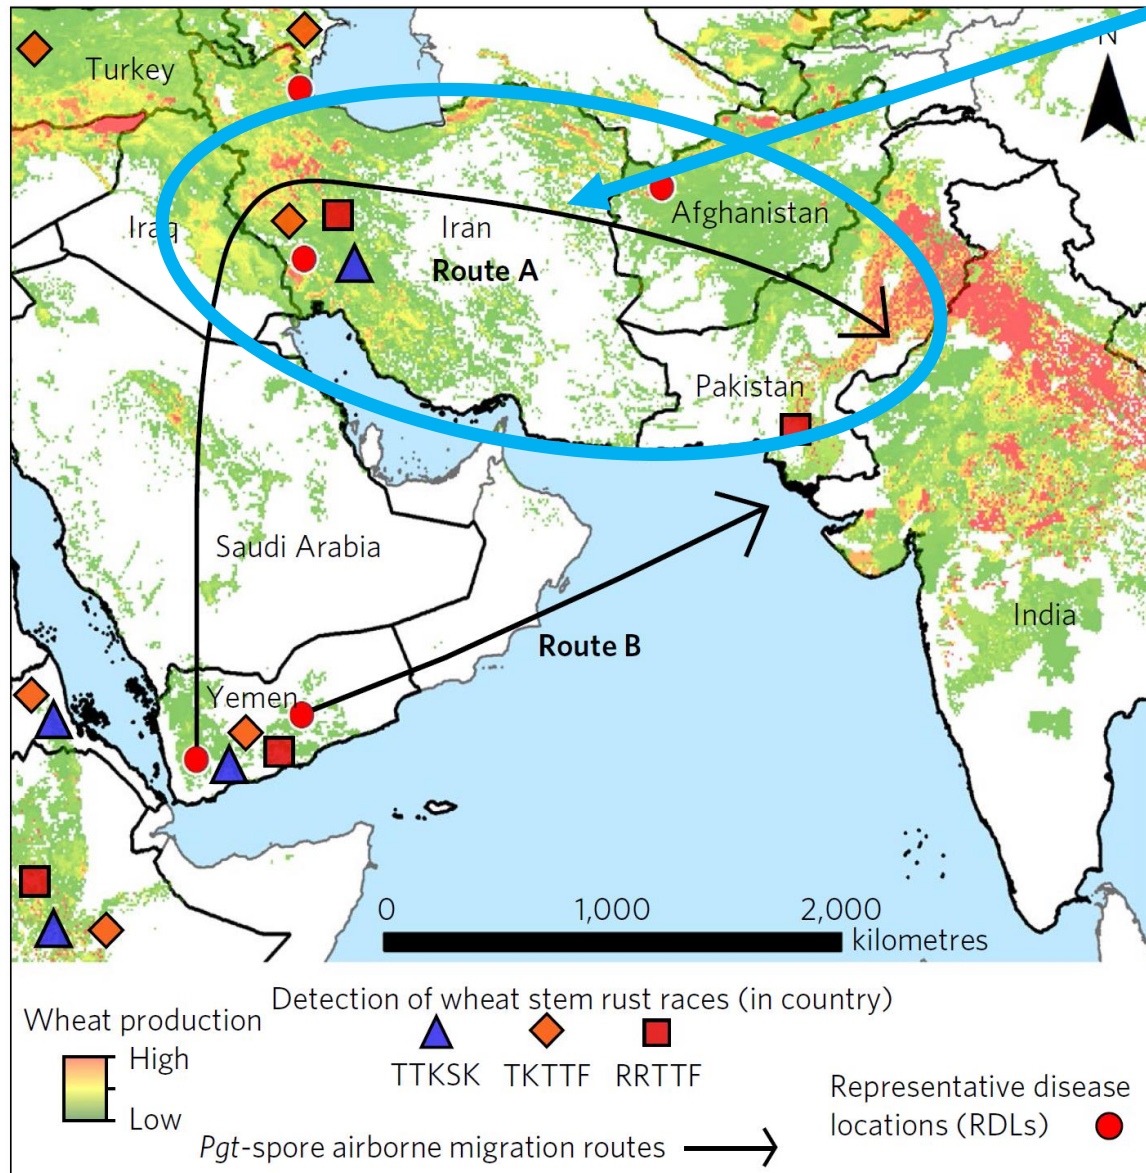 N
Turkey
Iraq
Iran
Afghanistan
Route A
Pakistan
Saudi Arabia
India
Route B
Yemen
0 1,000 2,000
kilometres
Detection of wheat stem rust races (in country)
Wheat production
High
Low
TTKSK TKTTF RRTTF
Representative disease
locations (RDLs)
Pgt-spore airborne migration routes